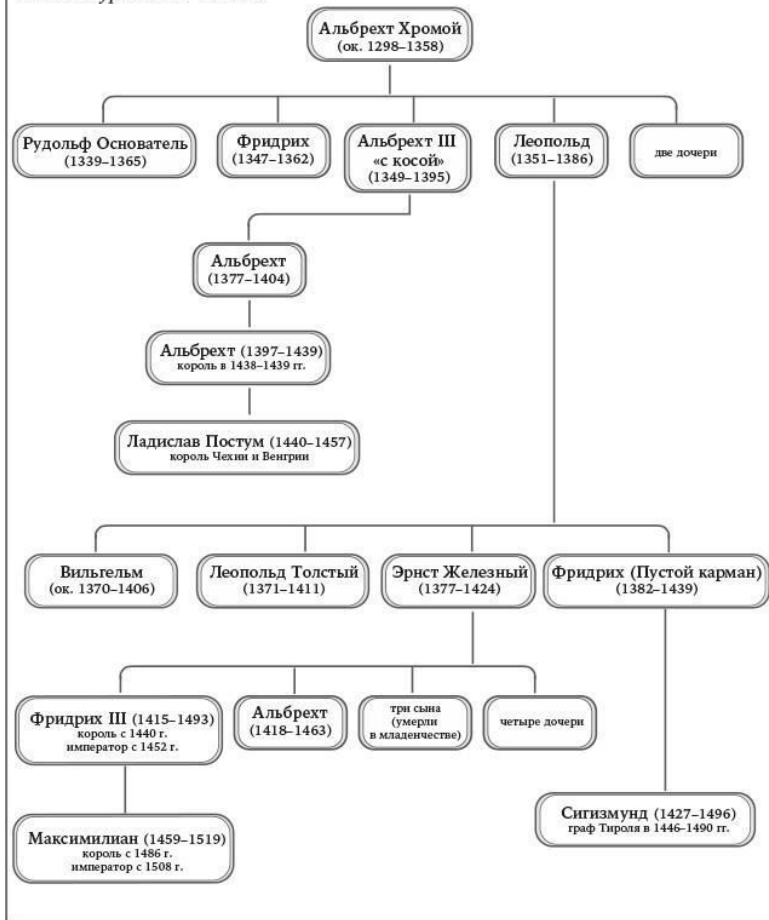 Альбрехт Хромой
(ок. 1298–1358)
Рудольф Основатель
(1339–1365)
Фридрих
(1347–1362)
Альбрехт III
«с косой»
(1349–1395)
Леопольд
(1351–1386)
две дочери
Альбрехт
(1377–1404)
Альбрехт (1397–1439)
король в 1438–1439 гг.
Ладислав Постум (1440–1457)
король Чехии и Венгрии
Вильгельм
(ок. 1370–1406)
Леопольд Толстый
(1371–1411)
Эрнст Железный
(1377–1424)
Фридрих (Пустой карман)
(1382–1439)
Фридрих III (1415–1493)
король с 1440 г.
император с 1452 г.
Альбрехт
(1418–1463)
три сына
(умерли
в младенчестве)
четыре дочери
Сигизмунд (1427–1496)
граф Тироля в 1446–1490 гг.
Максимилиан (1459–1519)
король с 1486 г.
император с 1508 г.